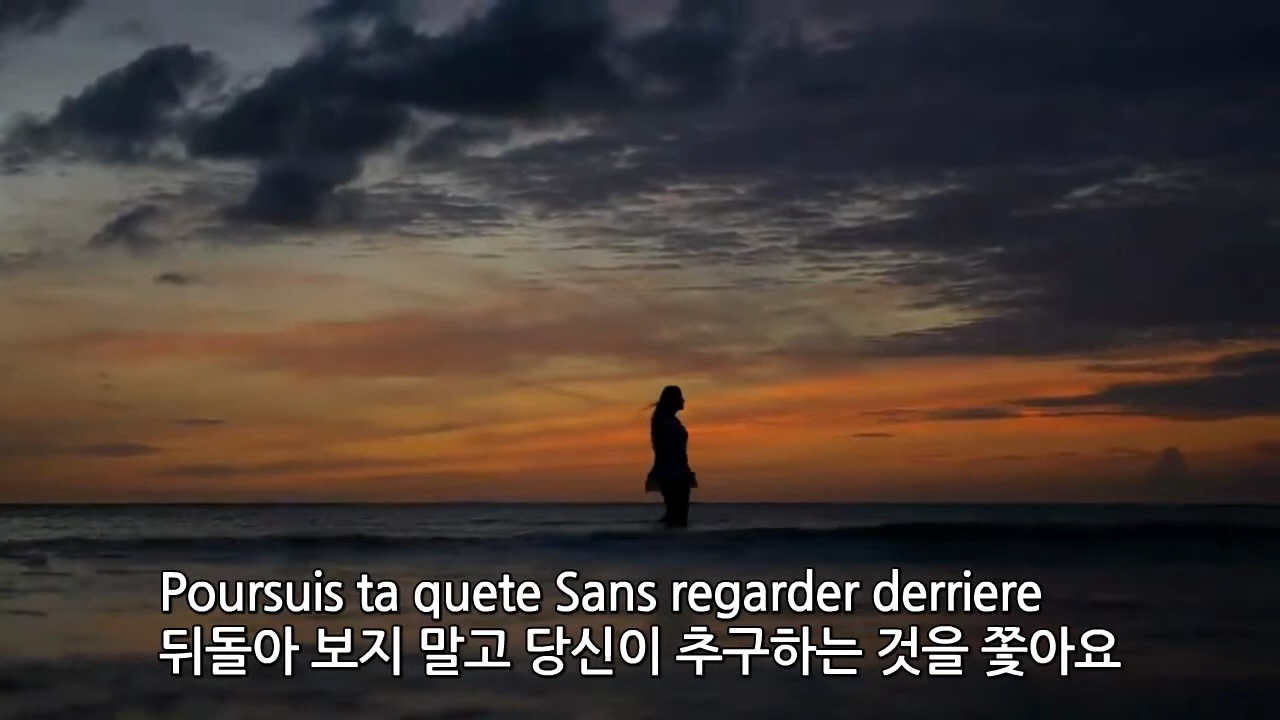 Poursuis ta quete Sans regarder derriere
뒤돌아 보지 말고 당신이 추구하는 것을 쫓아요